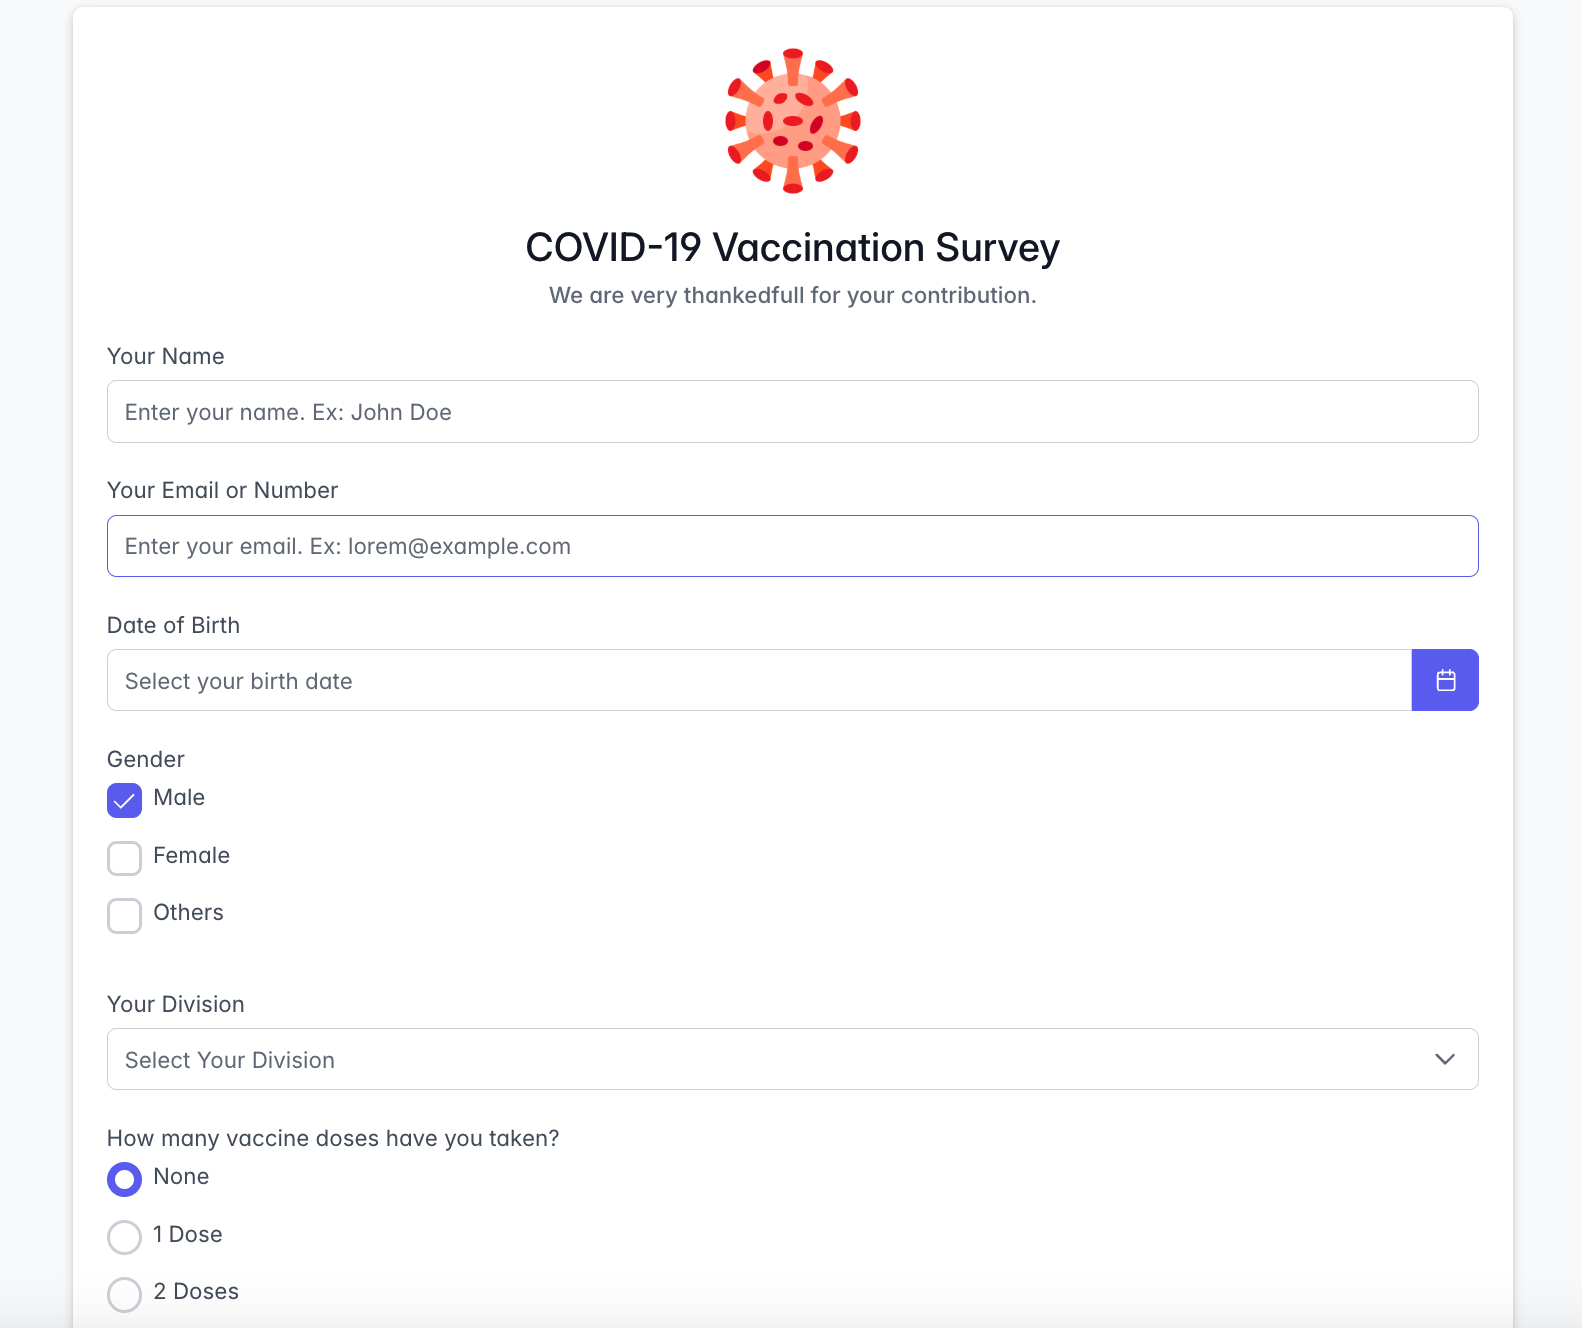 COVID-19 Vaccination Survey
We are very thankedfull for your contribution.
Your Name
Enter your name. Ex: John Doe
Your Email or Number
Enter your email. Ex: lorem@example.com
Date of Birth
Select your birth date
Gender
Male
Female
Others
Your Division
Select Your Division
How many vaccine doses have you taken?
None
1 Dose
2 Doses